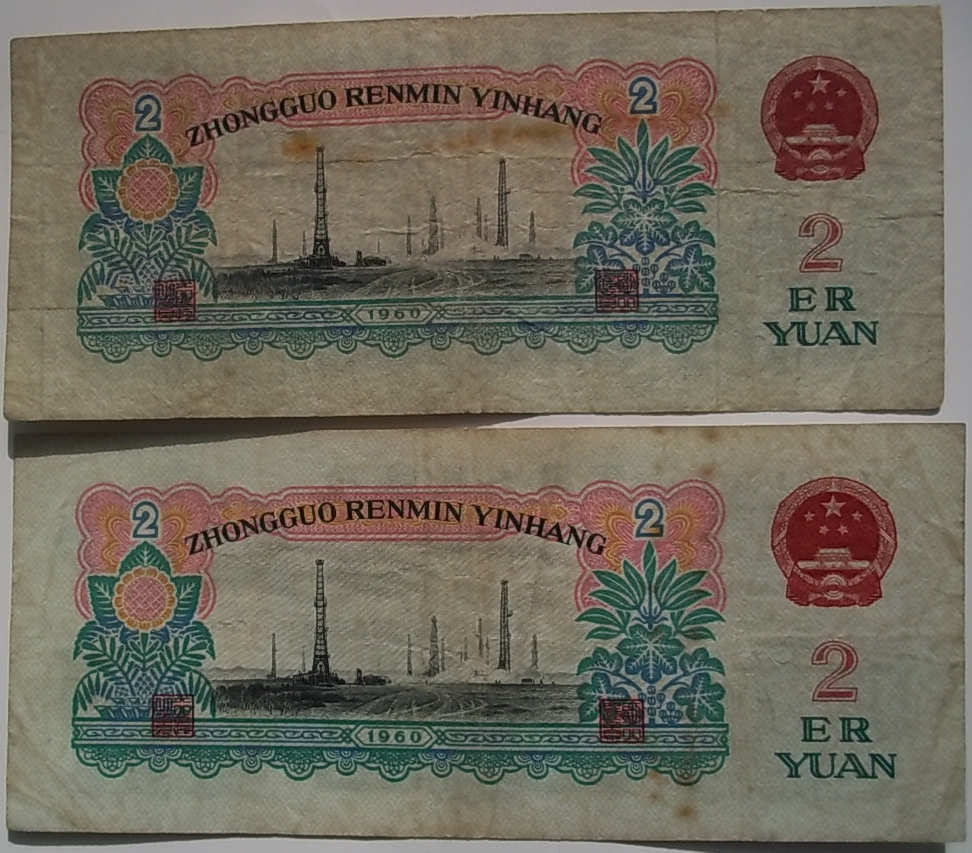 2 ZHONGGUO RENMIN YINHANG 2
2
ER
YUAN
1960
2 ZHONGGUO RENMIN YINHANG 2
2
ER
YUAN
1960